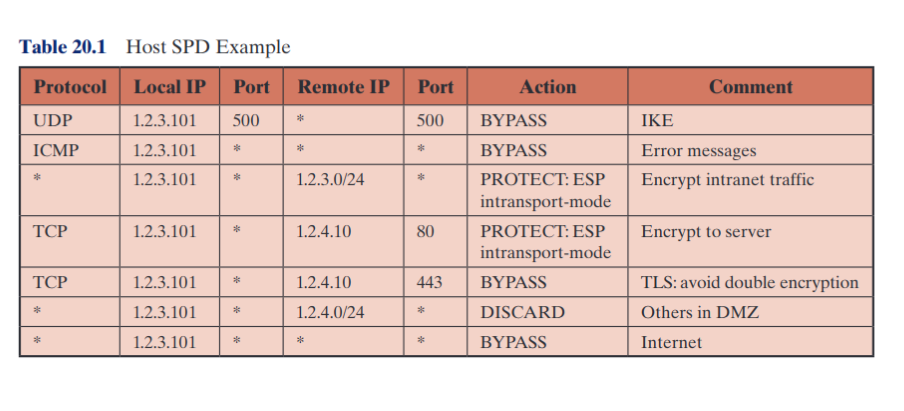 Table 20.1 Host SPD Example
Protocol Local IP Port Remote IP Port Action Comment
UDP 1.2.3.101 500 * 500 BYPASS IKE
ICMP 1.2.3.101 * * * BYPASS Error messages
* 1.2.3.101 * 1.2.3.0/24 * PROTECT: ESP Encrypt intranet traffic
intransport-mode
TCP 1.2.3.101 * 1.2.4.10 80 PROTECT: ESP Encrypt to server
intransport-mode
TCP 1.2.3.101 * 1.2.4.10 443 BYPASS TLS: avoid double encryption
* 1.2.3.101 * 1.2.4.0/24 * DISCARD Others in DMZ
* 1.2.3.101 * * * BYPASS Internet